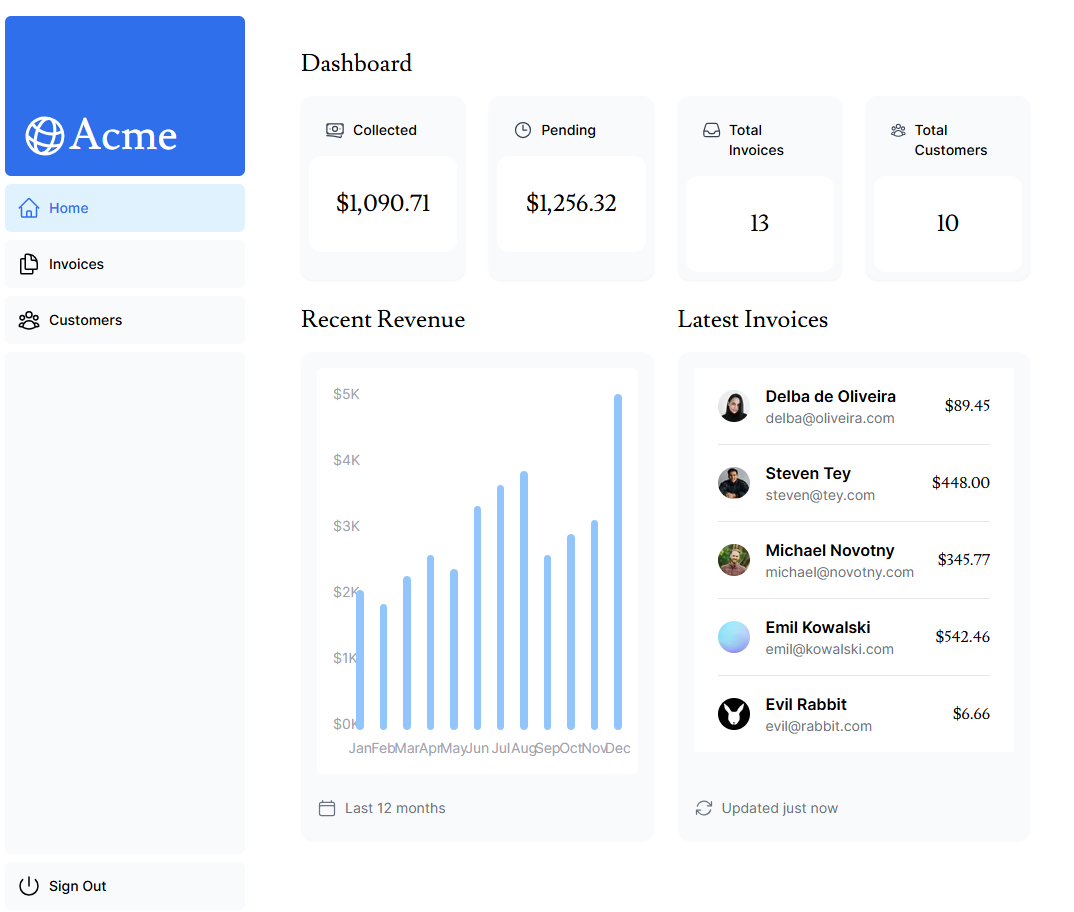 Acme
Home
Invoices
Customers
Sign Out
Dashboard
Collected
$1,090.71
Pending
$1,256.32
Total
Invoices
13
Total
Customers
10
Recent Revenue
$5K
$4K
$3K
$2K
$1K
$0K
Jan Feb Mar Apr May Jun Jul Aug Sep Oct Nov Dec
Last 12 months
Latest Invoices
Delba de Oliveira
delba@oliveira.com
$89.45
Steven Tey
steven@tey.com
$448.00
Michael Novotny
michael@novotny.com
$345.77
Emil Kowalski
emil@kowalski.com
$542.46
Evil Rabbit
evil@rabbit.com
$6.66
Updated just now